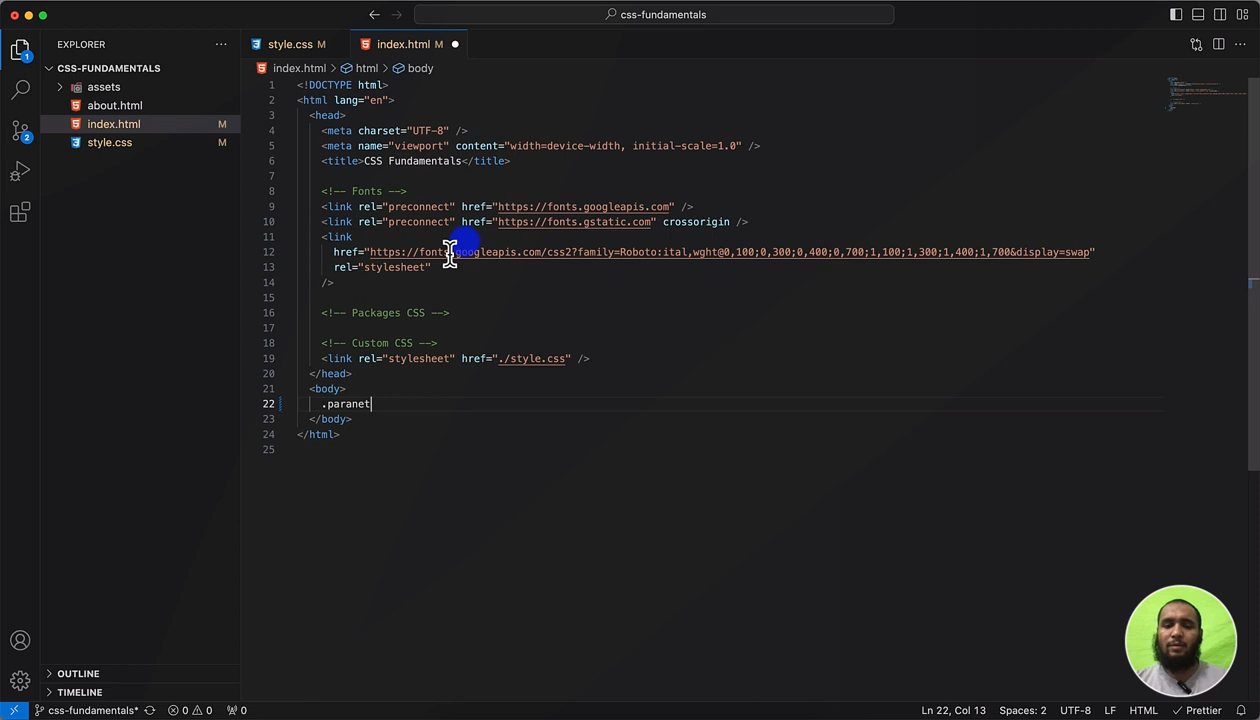 css-fundamentals
EXPLORER
style.css M
index.html M
CSS-FUNDAMENTALS
index.html > html > body
assets
about.html
index.html M
style.css M
1 <!DOCTYPE html>
2 <html lang="en">
3 <head>
4 <meta charset="UTF-8" />
5 <meta name="viewport" content="width=device-width, initial-scale=1.0" />
6 <title>CSS Fundamentals</title>
7
8 <!-- Fonts -->
9 <link rel="preconnect" href="https://fonts.googleapis.com" />
10 <link rel="preconnect" href="https://fonts.gstatic.com" crossorigin />
11 <link
12 href="https://fonts.googleapis.com/css2?family=Roboto:ital,wght@0,100;0,300;0,400;0,700;1,100;1,300;1,400;1,700&display=swap"
13 rel="stylesheet"
14 />
15
16 <!-- Packages CSS -->
17
18 <!-- Custom CSS -->
19 <link rel="stylesheet" href="./style.css" />
20 </head>
21 <body>
22 .paranet
23 </body>
24 </html>
25
1
2
OUTLINE
TIMELINE
css-fundamentals* 0 0 0 Ln 22, Col 13 Spaces: 2 UTF-8 LF HTML Prettier